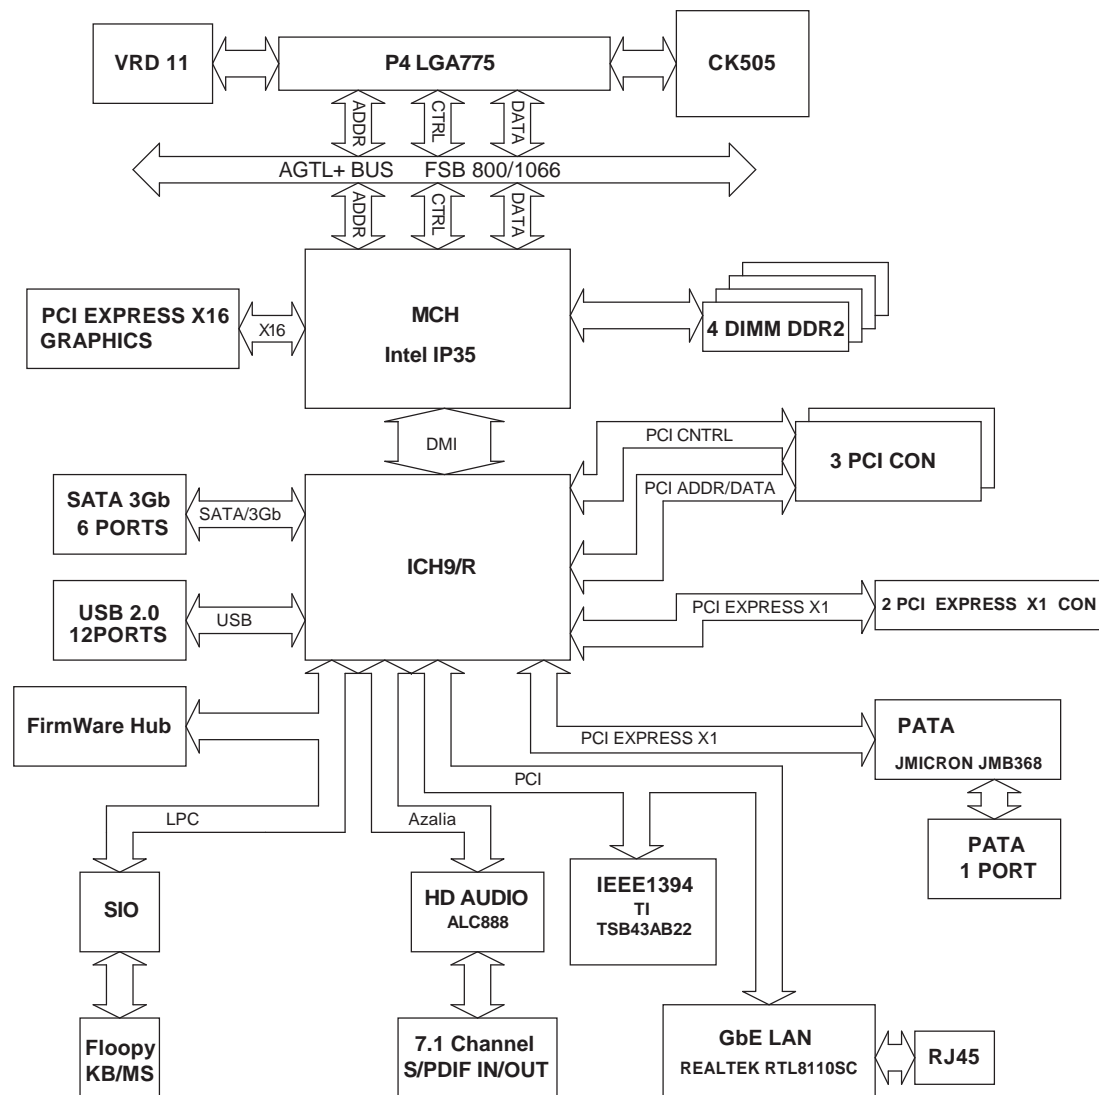 VRD 11
P4 LGA775
CK505
ADDR
CTRL
DATA
AGTL+ BUS FSB 800/1066
ADDR
CTRL
DATA
PCI EXPRESS X16
GRAPHICS
X16
MCH
Intel IP35
4 DIMM DDR2
DMI
PCI CNTRL
3 PCI CON
PCI ADDR/DATA
SATA 3Gb
6 PORTS
SATA/3Gb
ICH9/R
USB 2.0
12PORTS
USB
PCI EXPRESS X1
2 PCI EXPRESS X1 CON
FirmWare Hub
PCI EXPRESS X1
PATA
JMICRON JMB368
PCI
LPC
Azalia
PATA
1 PORT
SIO
HD AUDIO
ALC888
IEEE1394
TI
TSB43AB22
Floopy
KB/MS
7.1 Channel
S/PDIF IN/OUT
GbE LAN
REALTEK RTL8110SC
RJ45